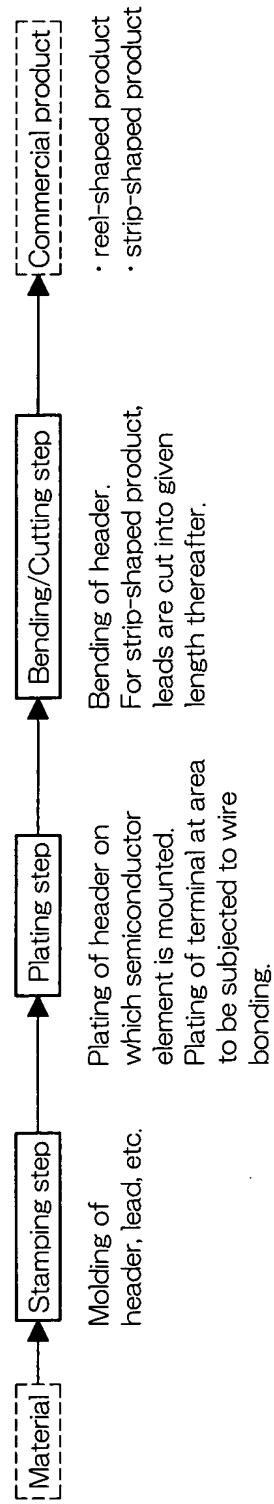 Material
Stamping step
Molding of
header, lead, etc.
Plating step
Plating of header on
which semiconductor
element is mounted.
Plating of terminal at area
to be subjected to wire
bonding.
Bending/Cutting step
Bending of header.
For strip-shaped product,
leads are cut into given
length thereafter.
Commercial product
· reel-shaped product
· strip-shaped product